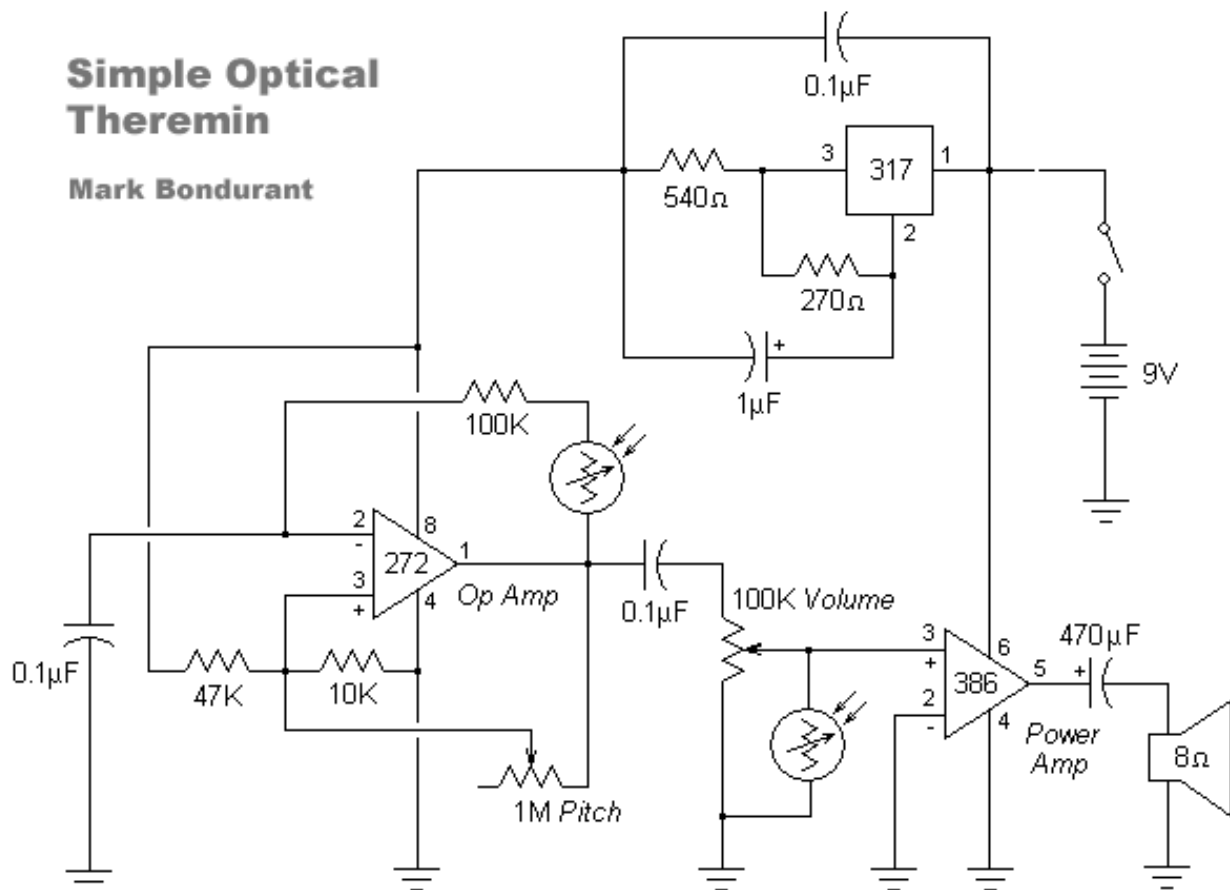 Simple Optical
Theremin
Mark Bondurant
0.1µF
3
317
1
2
540Ω
270Ω
1µF
+
9V
100K
2
-
8
272
1
3
+
4
Op Amp
0.1µF
47K
10K
1M Pitch
0.1µF
100K Volume
3
+
6
386
5
2
-
4
Power
Amp
470µF
+
8Ω